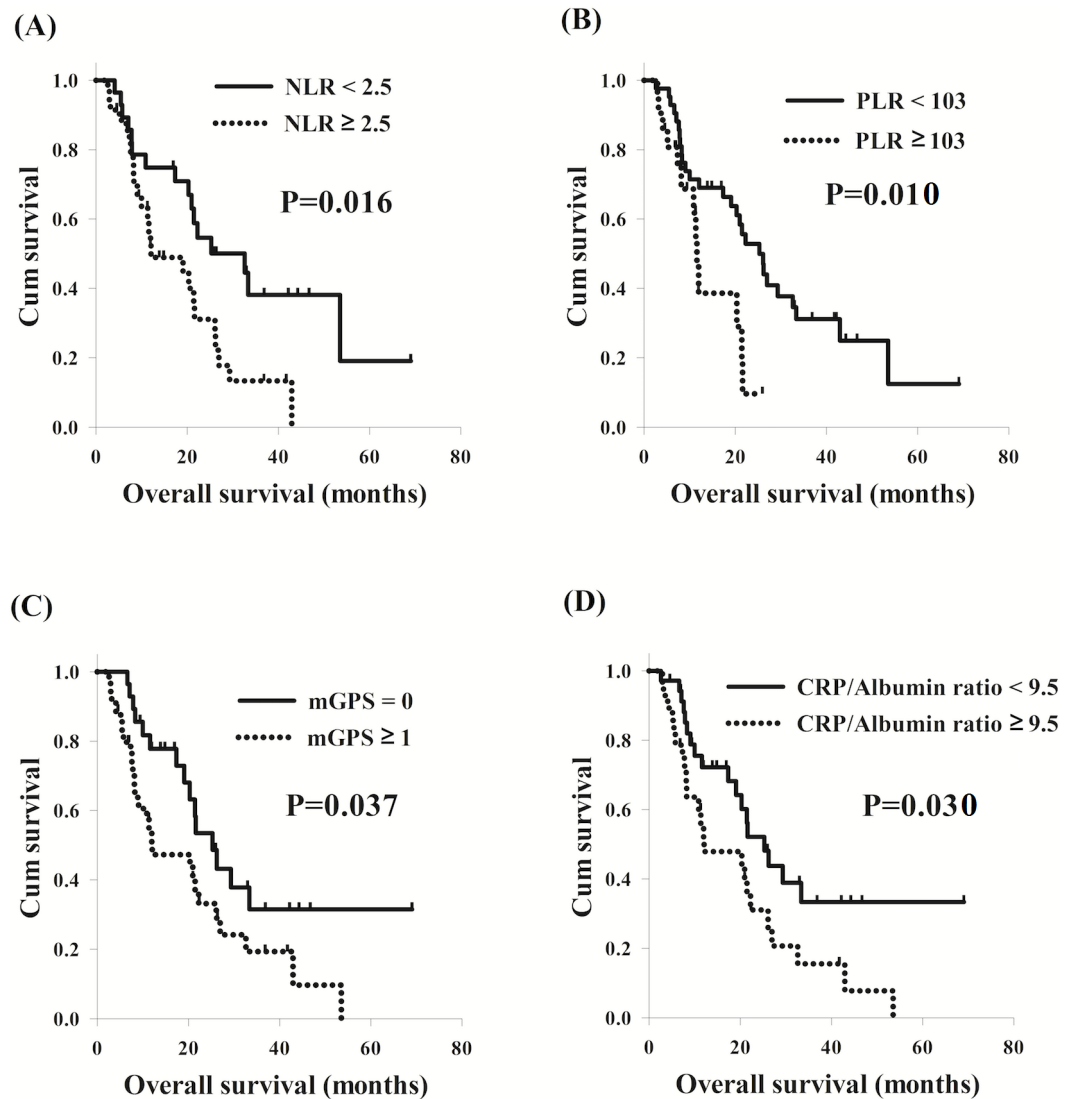 (A)
NLR < 2.5
NLR ≥ 2.5
P=0.016
Cum survival
1.0
0.8
0.6
0.4
0.2
0.0
0 20 40 60 80
Overall survival (months)
(B)
PLR < 103
PLR ≥ 103
P=0.010
Cum survival
1.0
0.8
0.6
0.4
0.2
0.0
0 20 40 60 80
Overall survival (months)
(C)
mGPS = 0
mGPS ≥ 1
P=0.037
Cum survival
1.0
0.8
0.6
0.4
0.2
0.0
0 20 40 60 80
Overall survival (months)
(D)
CRP/Albumin ratio < 9.5
CRP/Albumin ratio ≥ 9.5
P=0.030
Cum survival
1.0
0.8
0.6
0.4
0.2
0.0
0 20 40 60 80
Overall survival (months)